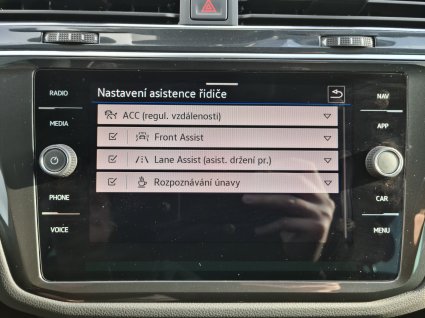 RADIO
MEDIA
PHONE
VOICE
Nastavení asistence řidiče
ACC (regul. vzdálenosti)
Front Assist
Lane Assist (asist. držení pr.)
Rozpoznávání únavy
NAV
APP
CAR
MENU